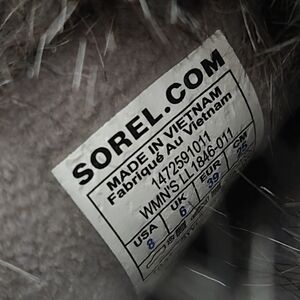 SOREL.COM
MADE IN VIETNAM
Fabriqué Au Vietnam
1472591011
WMN'S LL1846-011
USA UK EUR CM
8 6 39 25